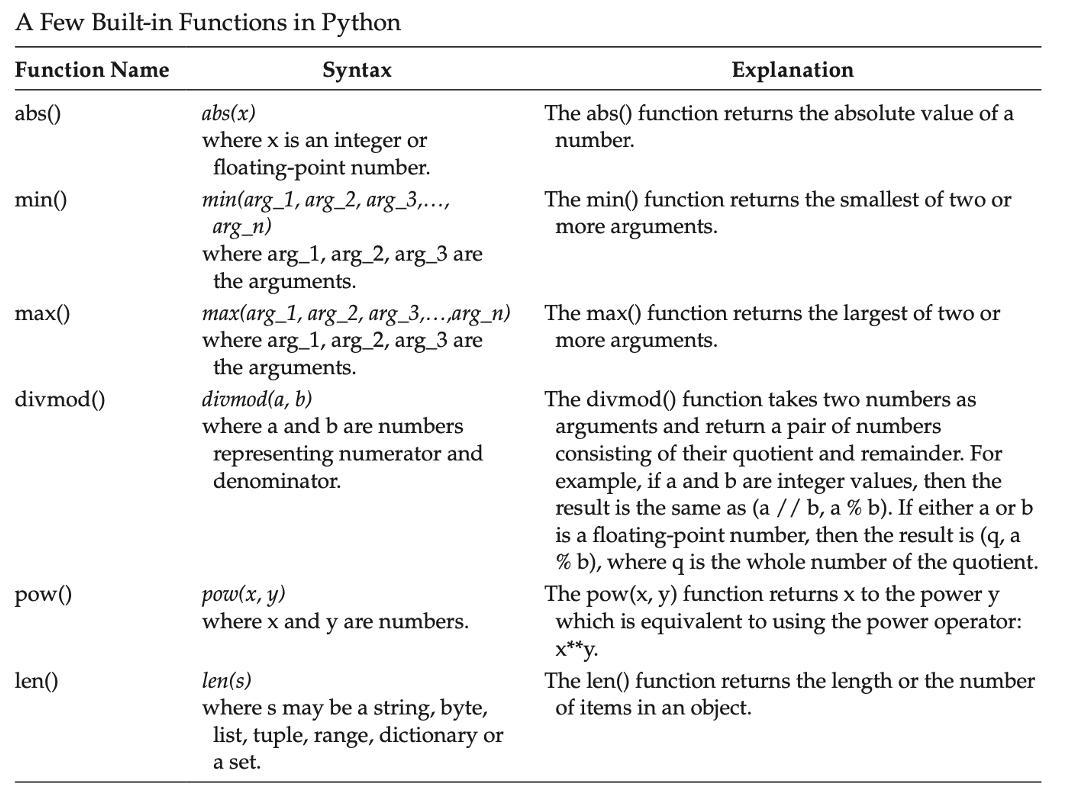 A Few Built-in Functions in Python
Function Name Syntax Explanation
abs() abs(x) The abs() function returns the absolute value of a
where x is an integer or number.
floating-point number.
min() min(arg_1, arg_2, arg_3,..., The min() function returns the smallest of two or
arg_n) more arguments.
where arg_1, arg_2, arg_3 are
the arguments.
max() max(arg_1, arg_2, arg_3,...,arg_n) The max() function returns the largest of two or
where arg_1, arg_2, arg_3 are more arguments.
the arguments.
divmod() divmod(a, b) The divmod() function takes two numbers as
where a and b are numbers arguments and return a pair of numbers
representing numerator and consisting of their quotient and remainder. For
denominator. example, if a and b are integer values, then the
result is the same as (a // b, a % b). If either a or b
is a floating-point number, then the result is (q, a
% b), where q is the whole number of the quotient.
pow() pow(x, y) The pow(x, y) function returns x to the power y
where x and y are numbers. which is equivalent to using the power operator:
x**y.
len() len(s) The len() function returns the length or the number
where s may be a string, byte, of items in an object.
list, tuple, range, dictionary or
a set.